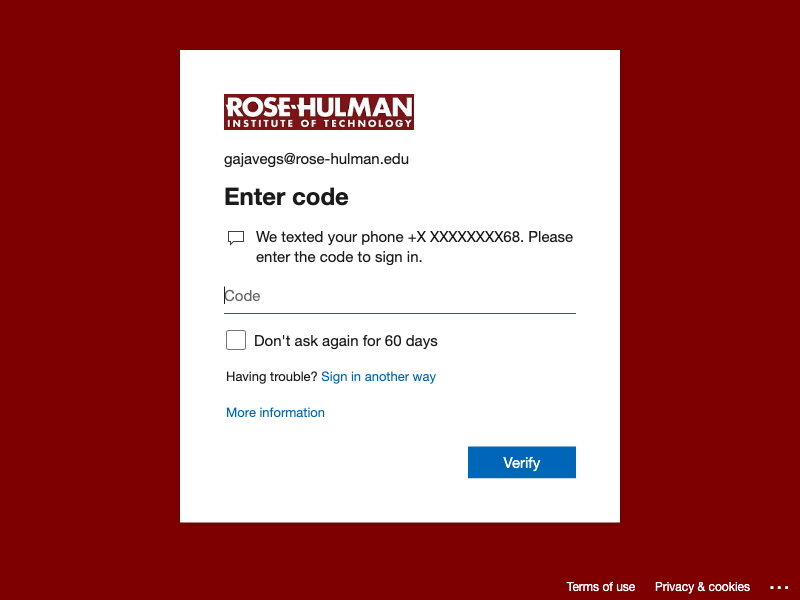 ROSE-HULMAN
INSTITUTE OF TECHNOLOGY
gajavegs@rose-hulman.edu
Enter code
We texted your phone +X XXXXXXXX68. Please
enter the code to sign in.
Code
Don't ask again for 60 days
Having trouble? Sign in another way
More information
Verify
Terms of use Privacy & cookies ...